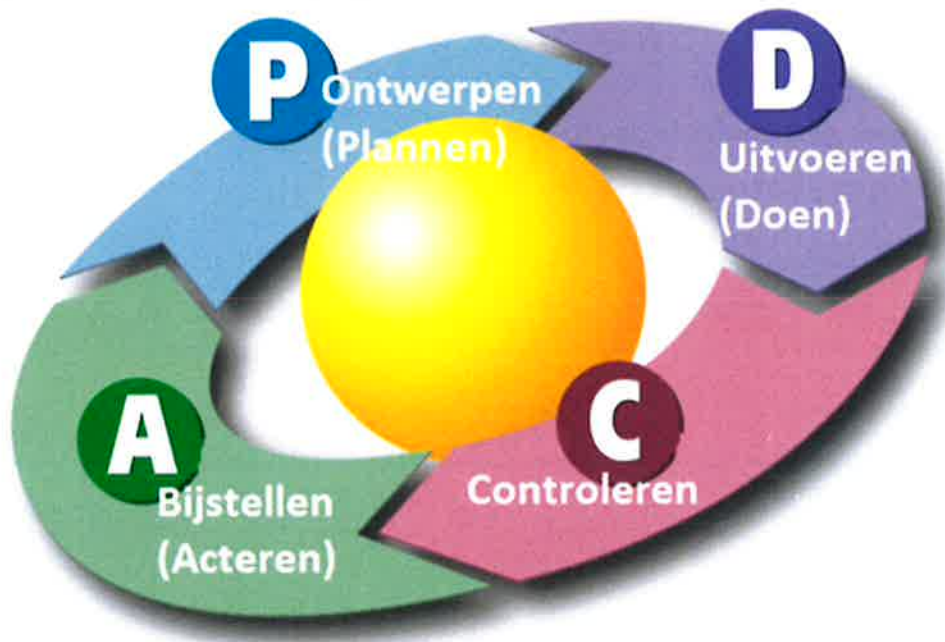 P
Ontwerpen
(Plannen)
D
Uitvoeren
(Doen)
C
Controleren
A
Bijstellen
(Acteren)